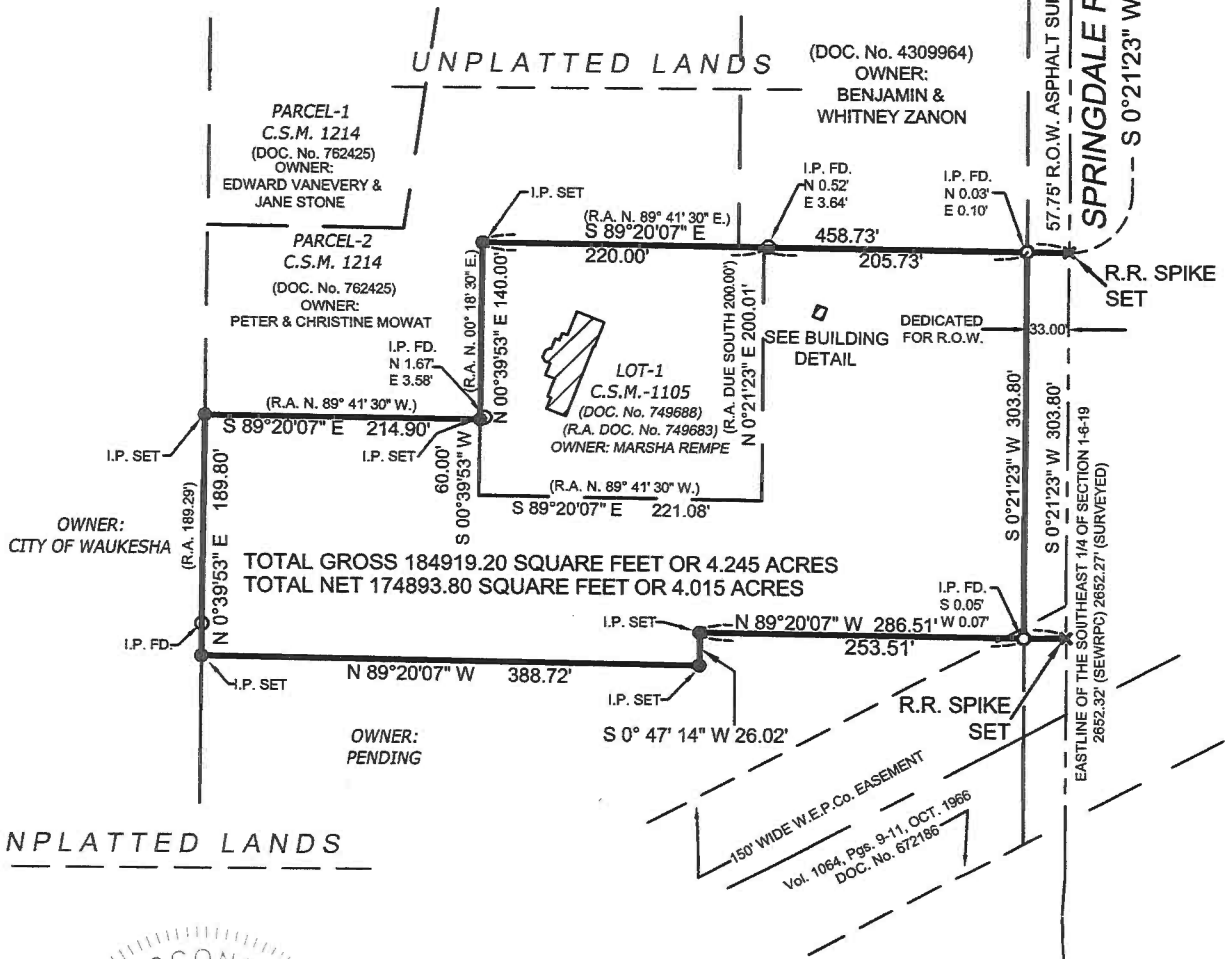 UNPLATTED LANDS
(DOC. No. 4309964)
OWNER:
BENJAMIN &
WHITNEY ZANON
57.75' R.O.W. ASPHALT
SPRINGDALE
S 0°21'23" W
PARCEL-1
C.S.M. 1214
(DOC. No. 762425)
OWNER:
EDWARD VANEVERY &
JANE STONE
I.P. SET
(R.A. N. 89° 41' 30" E.)
S 89°20'07" E
220.00'
I.P. FD.
N 0.52'
E 3.64'
458.73'
205.73'
I.P. FD.
N 0.03'
E 0.10'
R.R. SPIKE
SET
PARCEL-2
C.S.M. 1214
(DOC. No. 762425)
OWNER:
PETER & CHRISTINE MOWAT
I.P. FD.
N 1.67'
E 3.58'
(R.A. N. 00° 18' 30" E.)
N 00°39'53" E 140.00'
LOT-1
C.S.M.-1105
(DOC. No. 749688)
(R.A. DOC. No. 749683)
OWNER: MARSHA REMPE
(R.A. DUE SOUTH 200.00')
N 0°21'23" E 200.01'
SEE BUILDING
DETAIL
DEDICATED
FOR R.O.W.
33.00'
(R.A. N. 89° 41' 30" W.)
S 89°20'07" E 214.90'
I.P. SET
I.P. SET
60.00'
S 00°39'53" W
(R.A. N. 89° 41' 30" W.)
S 89°20'07" E 221.08'
S 0°21'23" W 303.80'
S 0°21'23" W 303.80'
EASTLINE OF THE SOUTHEAST 1/4 OF SECTION 1-6-19
2652.32' (SEWRPC) 2652.27' (SURVEYED)
OWNER:
CITY OF WAUKESHA
(R.A. 189.29')
N 0°39'53" E 189.80'
TOTAL GROSS 184919.20 SQUARE FEET OR 4.245 ACRES
TOTAL NET 174893.80 SQUARE FEET OR 4.015 ACRES
I.P. FD.
I.P. SET
N 89°20'07" W 388.72'
I.P. SET
N 89°20'07" W 286.51'
253.51'
I.P. FD.
S 0.05'
W 0.07'
I.P. SET
S 0° 47' 14" W 26.02'
R.R. SPIKE
SET
OWNER:
PENDING
150' WIDE W.E.P.Co. EASEMENT
Vol. 1064, Pgs. 9-11, OCT. 1966
DOC. No. 672186
NPLATTED LANDS